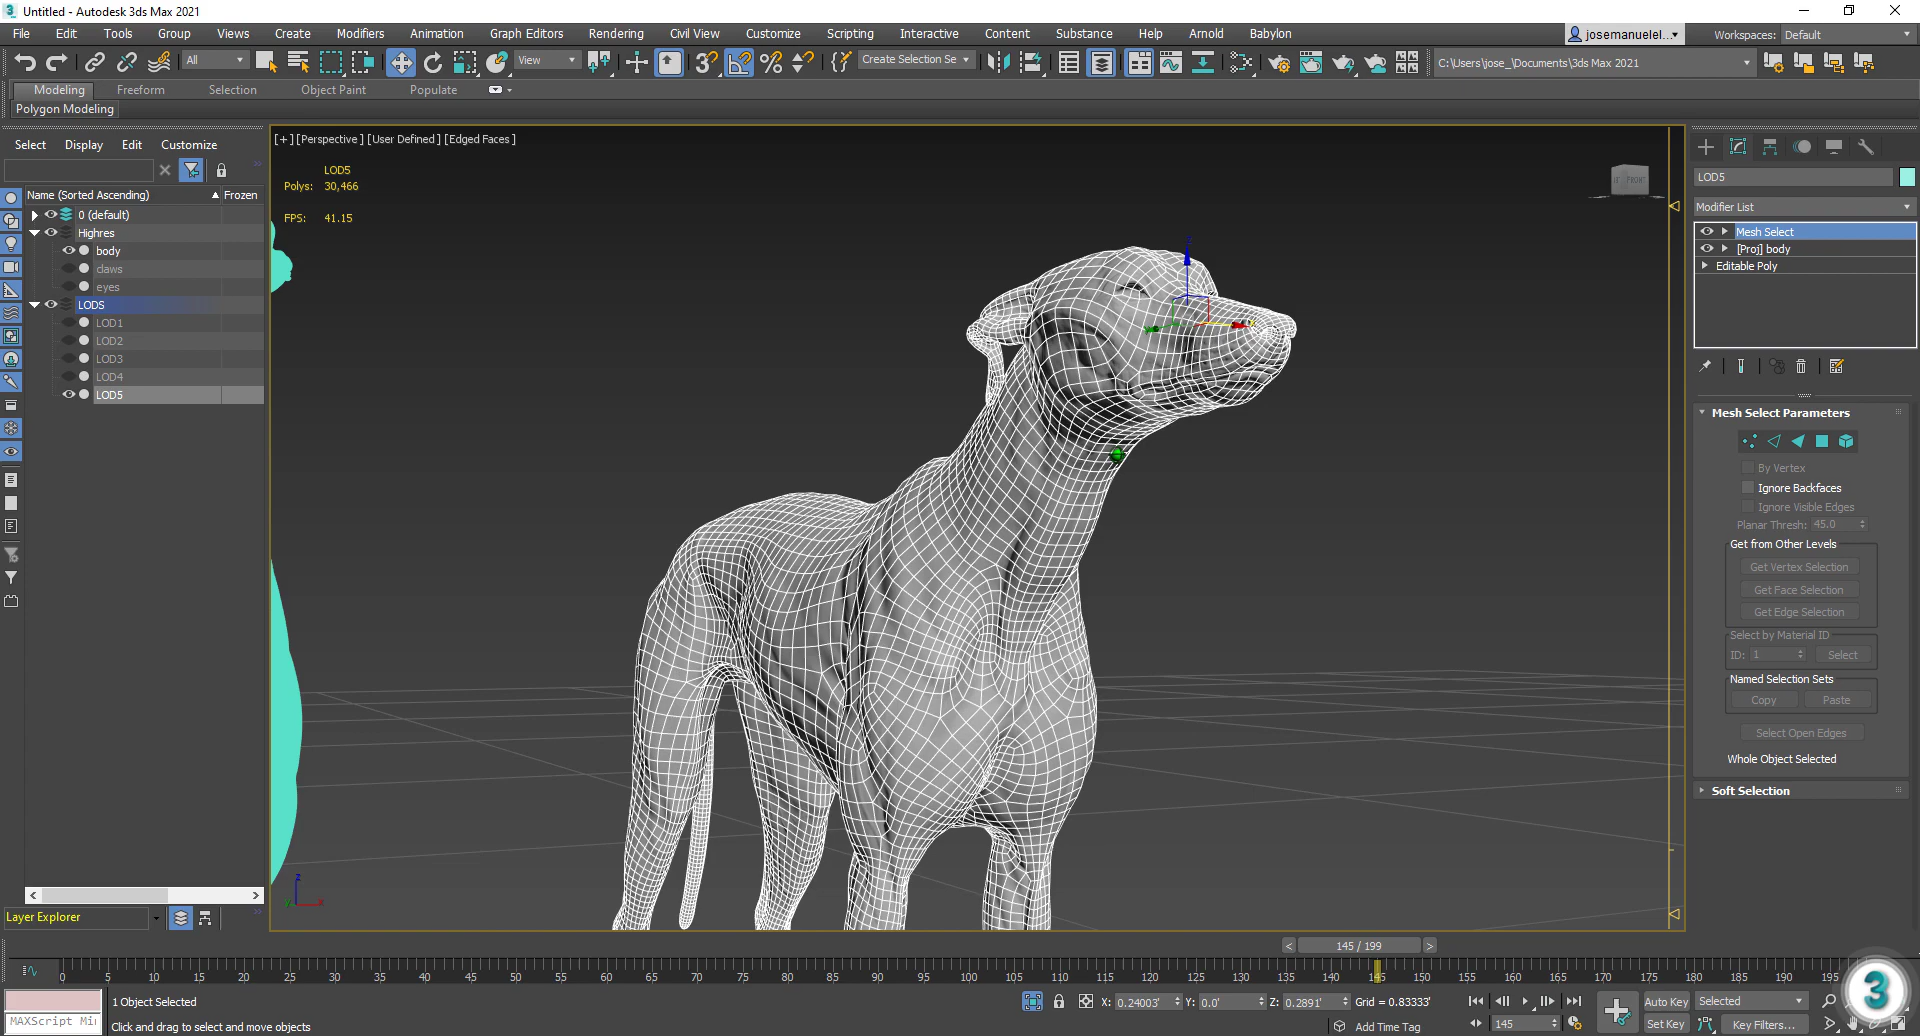 Untitled - Autodesk 3ds Max 2021
File Edit Tools Group Views Create Modifiers Animation Graph Editors Rendering Civil View Customize Scripting Interactive Content Substance Help Arnold Babylon
josemanuelel... Workspaces: Default
All View Create Selection Se C:\Users\jose_\Documents\3ds Max 2021
Modeling Freeform Selection Object Paint Populate
Polygon Modeling
Select Display Edit Customize
Name (Sorted Ascending) Frozen
0 (default)
Highres
body
claws
eyes
LODS
LOD1
LOD2
LOD3
LOD4
LOD5
Layer Explorer
[+] [Perspective ] [User Defined ] [Edged Faces ]
LOD5
Polys: 30,466
FPS: 41.15
FRONT
z
x
y
LOD5
Modifier List
Mesh Select
[Proj] body
Editable Poly
Mesh Select Parameters
By Vertex
Ignore Backfaces
Ignore Visible Edges
Planar Thresh: 45.0
Get from Other Levels
Get Vertex Selection
Get Face Selection
Get Edge Selection
Select by Material ID
ID: 1 Select
Named Selection Sets
Copy Paste
Select Open Edges
Whole Object Selected
Soft Selection
< 145 / 199 >
0 5 10 15 20 25 30 35 40 45 50 55 60 65 70 75 80 85 90 95 100 105 110 115 120 125 130 135 140 145 150 155 160 165 170 175 180 185 190 195
MAXScript Mi
1 Object Selected
Click and drag to select and move objects
X: 0.24003' Y: 0.0' Z: 0.2891' Grid = 0.83333'
Add Time Tag
145
Auto Key Selected
Set Key Key Filters...
3